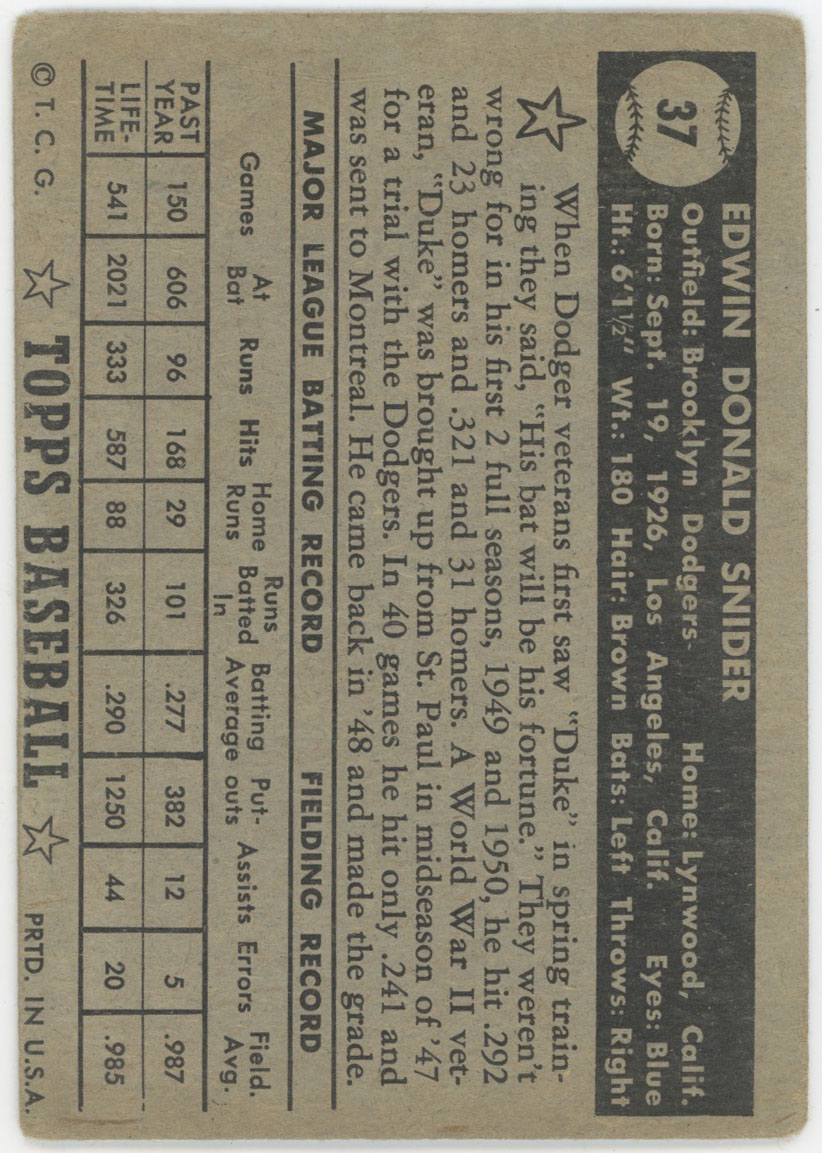 37
EDWIN DONALD SNIDER
Outfield: Brooklyn Dodgers- Home: Lynwood, Calif.
Born: Sept. 19, 1926, Los Angeles, Calif. Eyes: Blue
Ht.: 6'1½" Wt.: 180 Hair: Brown Bats: Left Throws: Right
When Dodger veterans first saw "Duke" in spring train-
ing they said, "His bat will be his fortune." They weren't
wrong for in his first 2 full seasons, 1949 and 1950, he hit .292
and 23 homers and .321 and 31 homers. A World War II vet-
eran, "Duke" was brought up from St. Paul in midseason of '47
for a trial with the Dodgers. In 40 games he hit only .241 and
was sent to Montreal. He came back in '48 and made the grade.
MAJOR LEAGUE BATTING RECORD FIELDING RECORD
Games At Bat Runs Hits Home Runs Runs Batted In Batting Average Put-outs Assists Errors Field. Avg.
PAST YEAR 150 606 96 168 29 101 .277 382 12 5 .987
LIFE-TIME 541 2021 333 587 88 326 .290 1250 44 20 .985
© T. C. G. TOPPS BASEBALL PRTD. IN U.S.A.